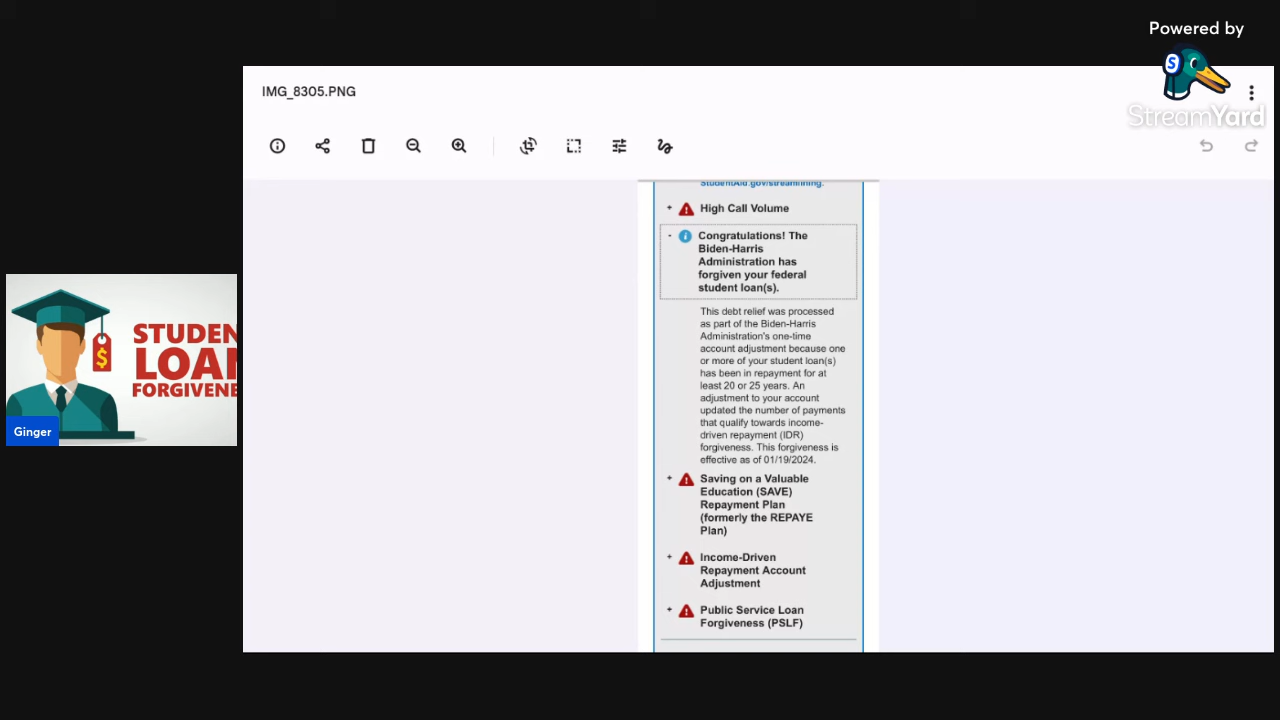 Powered by
StreamYard
IMG_8305.PNG
StudentAid.gov/streamlining.
+ High Call Volume
- Congratulations! The
Biden-Harris
Administration has
forgiven your federal
student loan(s).
This debt relief was processed
as part of the Biden-Harris
Administration's one-time
account adjustment because one
or more of your student loan(s)
has been in repayment for at
least 20 or 25 years. An
adjustment to your account
updated the number of payments
that qualify towards income-
driven repayment (IDR)
forgiveness. This forgiveness is
effective as of 01/19/2024.
+ Saving on a Valuable
Education (SAVE)
Repayment Plan
(formerly the REPAYE
Plan)
+ Income-Driven
Repayment Account
Adjustment
+ Public Service Loan
Forgiveness (PSLF)
STUDEN
LOA
FORGIVENE
$
Ginger